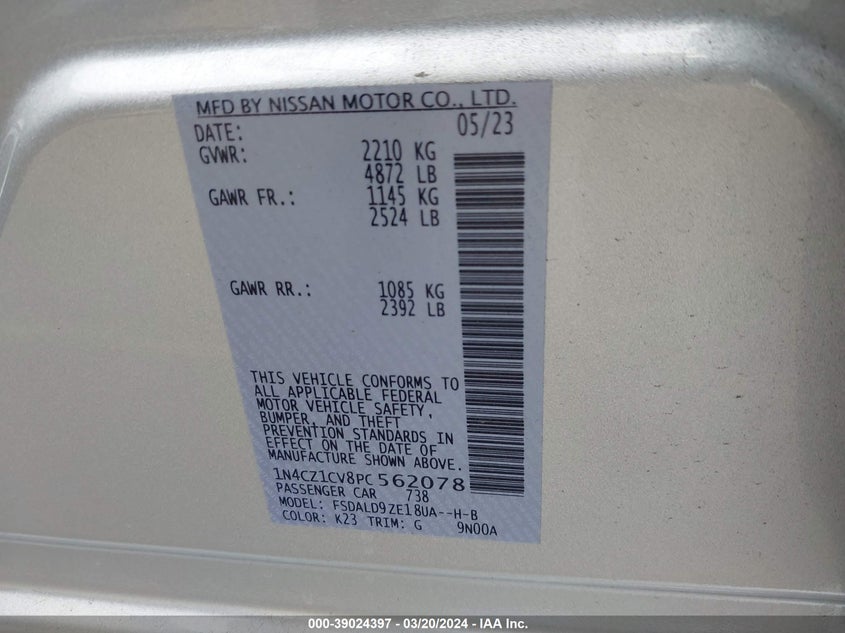 MFD BY NISSAN MOTOR CO., LTD.
DATE: 05/23
GVWR: 2210 KG
4872 LB
GAWR FR.: 1145 KG
2524 LB
GAWR RR.: 1085 KG
2392 LB
THIS VEHICLE CONFORMS TO
ALL APPLICABLE FEDERAL
MOTOR VEHICLE SAFETY,
BUMPER, AND THEFT
PREVENTION STANDARDS IN
EFFECT ON THE DATE OF
MANUFACTURE SHOWN ABOVE.
1N4CZ1CV8PC562078
PASSENGER CAR 738
MODEL: FSDALD9ZE18UA--H-B
COLOR: K23 TRIM: G 9N00A
000-39024397 - 03/20/2024 - IAA Inc.